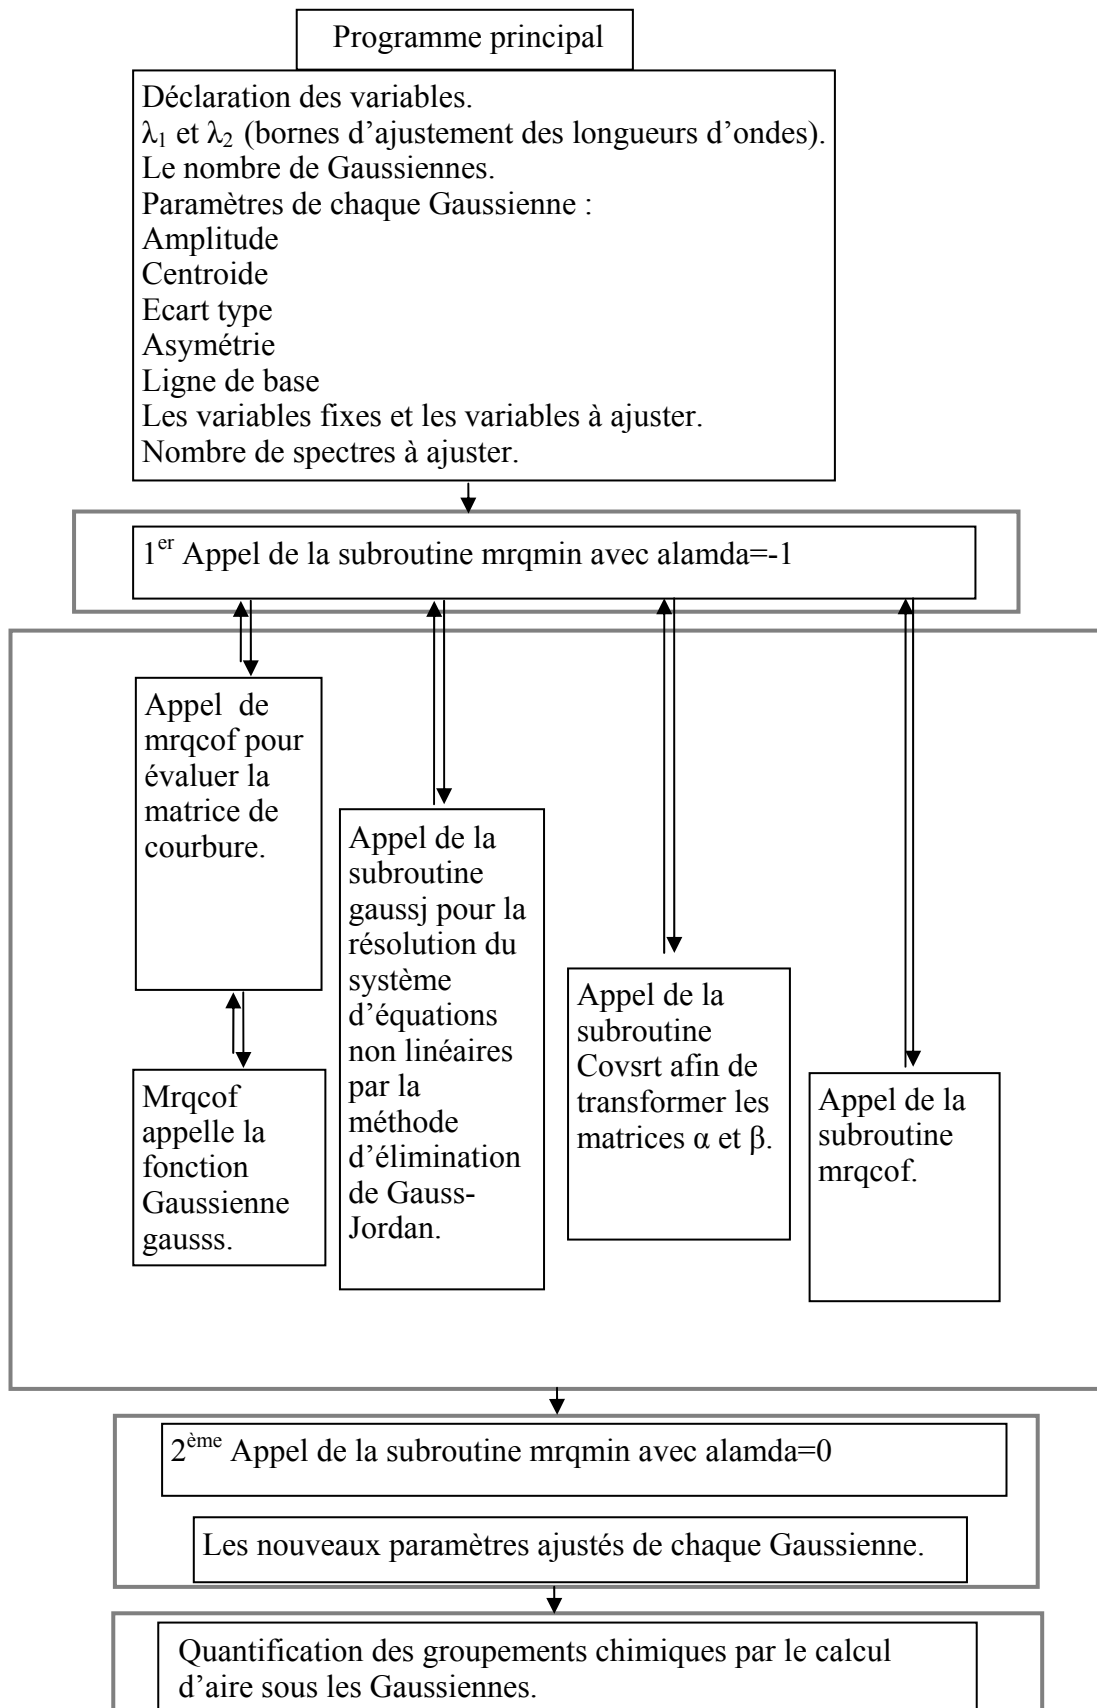 Programme principal
Déclaration des variables.
λ1 et λ2 (bornes d'ajustement des longueurs d'ondes).
Le nombre de Gaussiennes.
Paramètres de chaque Gaussienne :
Amplitude
Centroide
Ecart type
Asymétrie
Ligne de base
Les variables fixes et les variables à ajuster.
Nombre de spectres à ajuster.
1er Appel de la subroutine mrqmin avec alamda=-1
Appel de
mrqcof pour
évaluer la
matrice de
courbure.
Mrqcof
appelle la
fonction
Gaussienne
gausss.
Appel de la
subroutine
gaussj pour la
résolution du
système
d'équations
non linéaires
par la
méthode
d'élimination
de Gauss-
Jordan.
Appel de la
subroutine
Covsrt afin de
transformer les
matrices α et β.
Appel de la
subroutine
mrqcof.
2ème Appel de la subroutine mrqmin avec alamda=0
Les nouveaux paramètres ajustés de chaque Gaussienne.
Quantification des groupements chimiques par le calcul
d'aire sous les Gaussiennes.